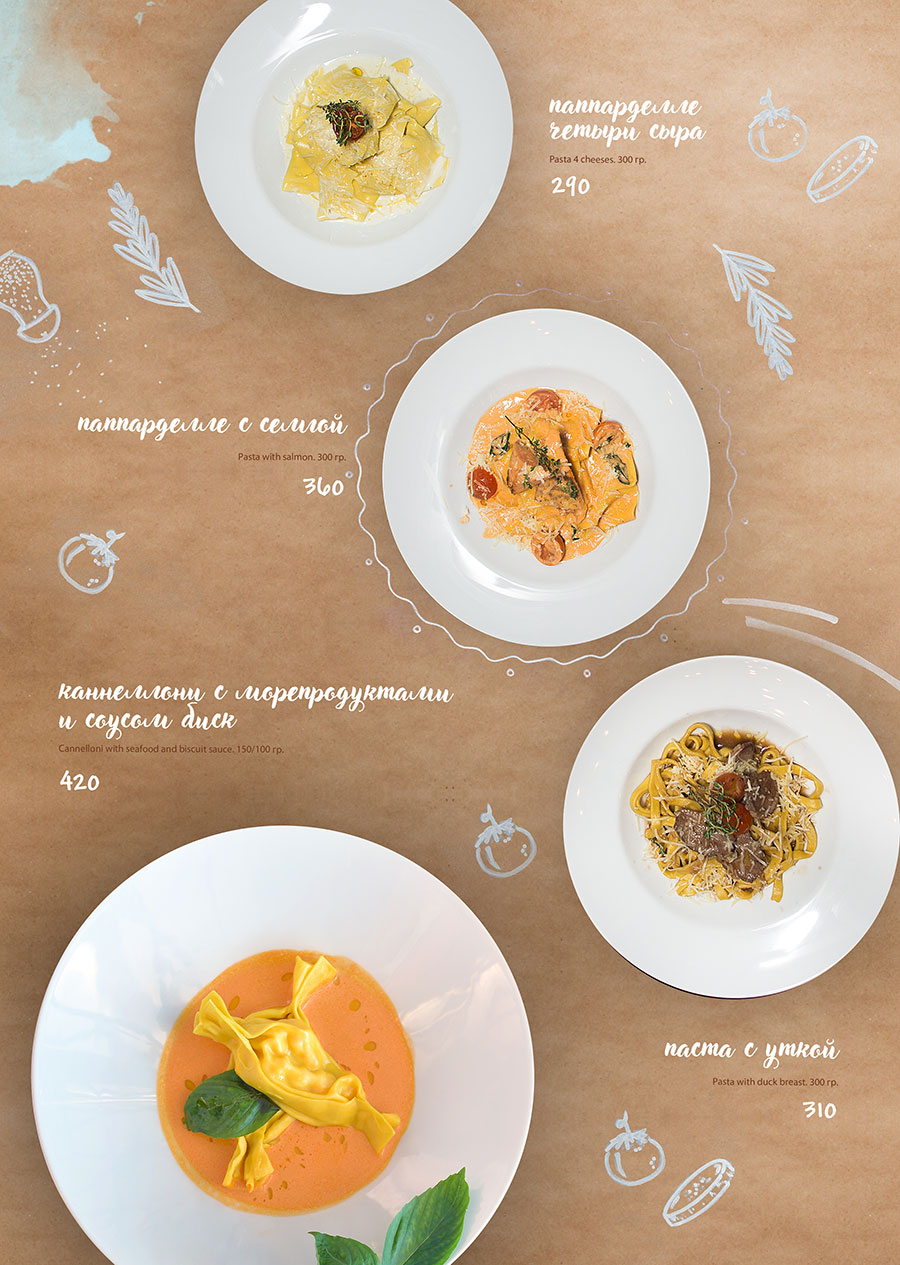 паппарделле
четыри сыра
Pasta 4 cheeses. 300 гр.
290
паппарделле с семгой
Pasta with salmon. 300 гр.
360
каннеллони с морепродуктами
и соусом биск
Cannelloni with seafood and biscuit sauce. 150/100 гр.
420
паста с уткой
Pasta with duck breast. 300 гр.
310